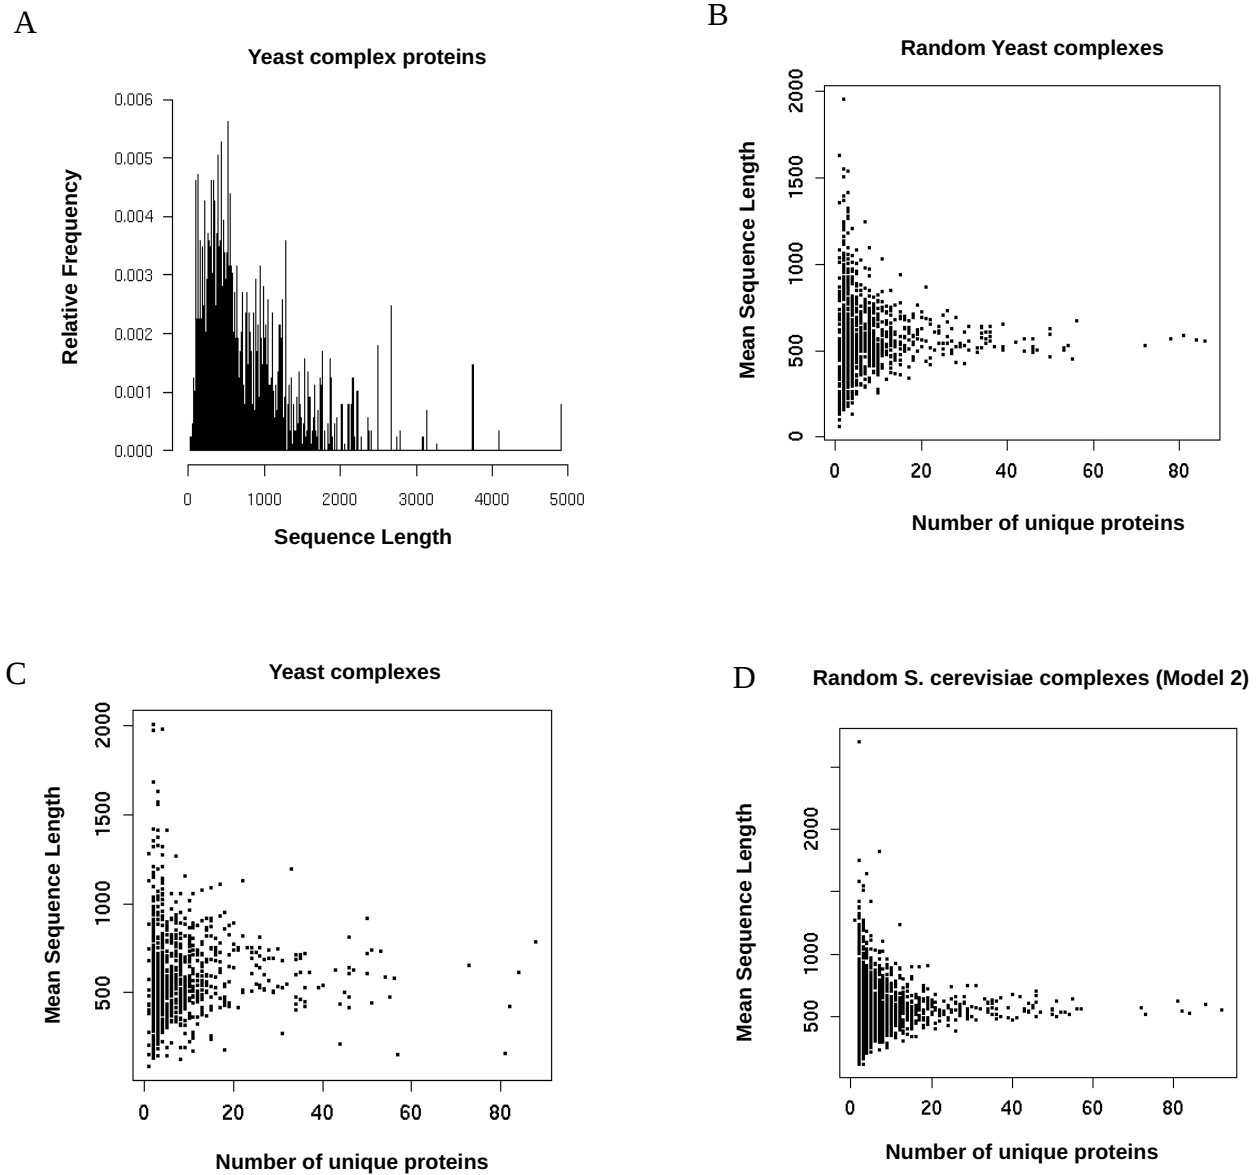 A
Yeast complex proteins
Relative Frequency
0.006
0.005
0.004
0.003
0.002
0.001
0.000
0 1000 2000 3000 4000 5000
Sequence Length
B
Random Yeast complexes
Mean Sequence Length
2000
1500
1000
500
0
0 20 40 60 80
Number of unique proteins
C
Yeast complexes
Mean Sequence Length
2000
1500
1000
500
0 20 40 60 80
Number of unique proteins
D
Random S. cerevisiae complexes (Model 2)
Mean Sequence Length
2000
1000
500
0 20 40 60 80
Number of unique proteins